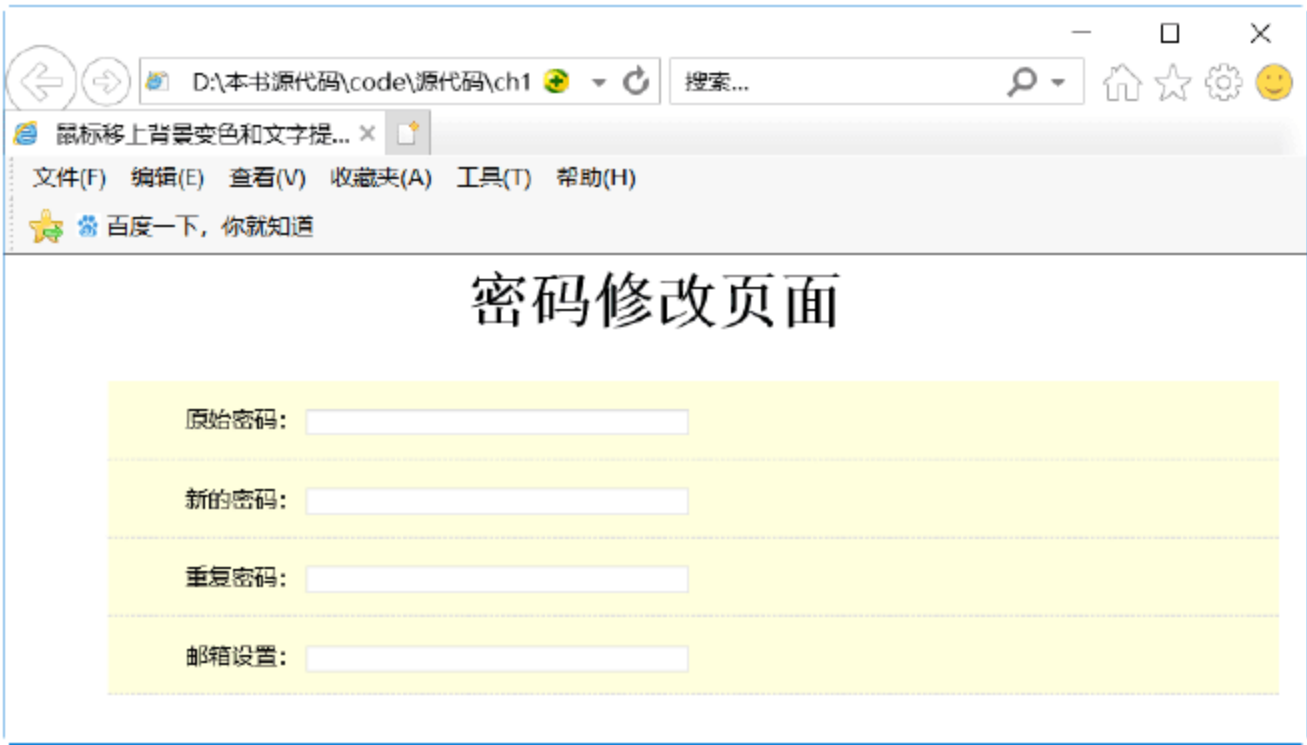 D:\本书源代码\code\源代码\ch1
搜索...
鼠标移上背景变色和文字提...
文件(F) 编辑(E) 查看(V) 收藏夹(A) 工具(T) 帮助(H)
百度一下，你就知道
密码修改页面
原始密码：
新的密码：
重复密码：
邮箱设置：